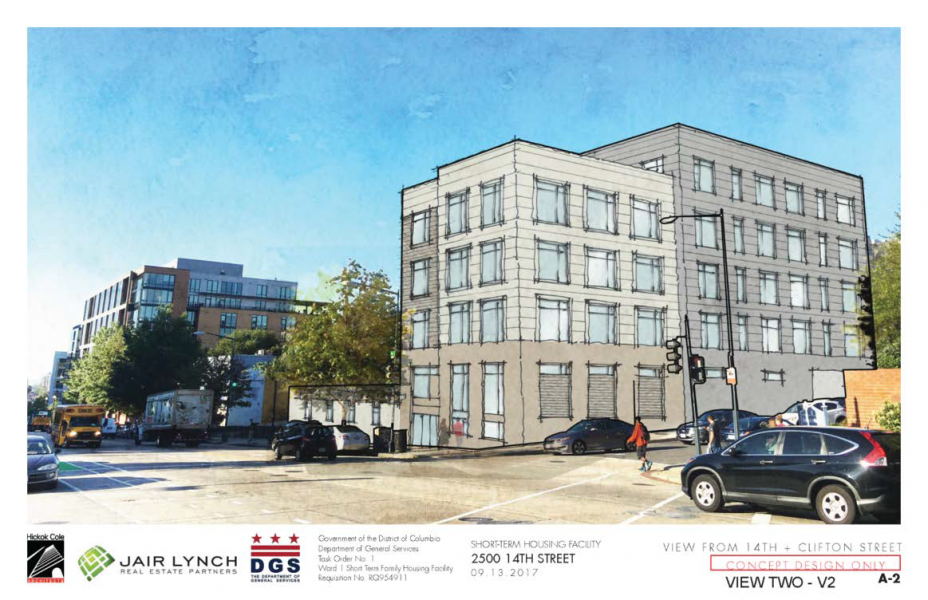 Hickok Cole
ARCHITECTS
JAIR LYNCH
REAL ESTATE PARTNERS
DGS
THE DEPARTMENT OF
GENERAL SERVICES
Government of the District of Columbia
Department of General Services
Task Order No. 1
Ward 1 Short Term Family Housing Facility
Requisition No. RQ954911
SHORT-TERM HOUSING FACILITY
2500 14TH STREET
09.13.2017
VIEW FROM 14TH + CLIFTON STREET
CONCEPT DESIGN ONLY
VIEW TWO - V2
A-2